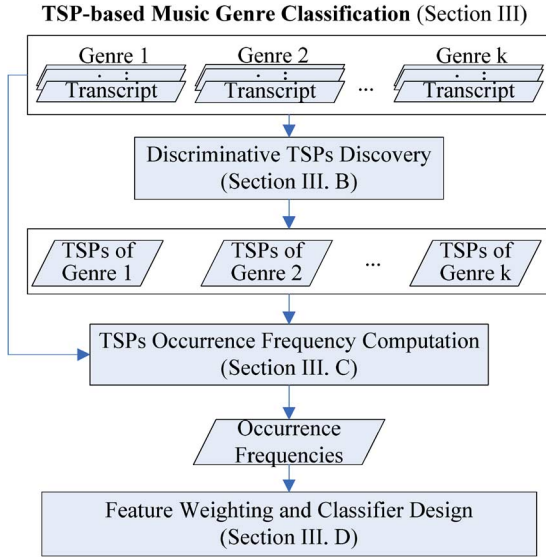 TSP-based Music Genre Classification (Section III)
Genre 1 Genre 2 Genre k
. : . : . :
Transcript Transcript ... Transcript
Discriminative TSPs Discovery
(Section III. B)
TSPs of TSPs of ... TSPs of
Genre 1 Genre 2 Genre k
TSPs Occurrence Frequency Computation
(Section III. C)
Occurrence
Frequencies
Feature Weighting and Classifier Design
(Section III. D)